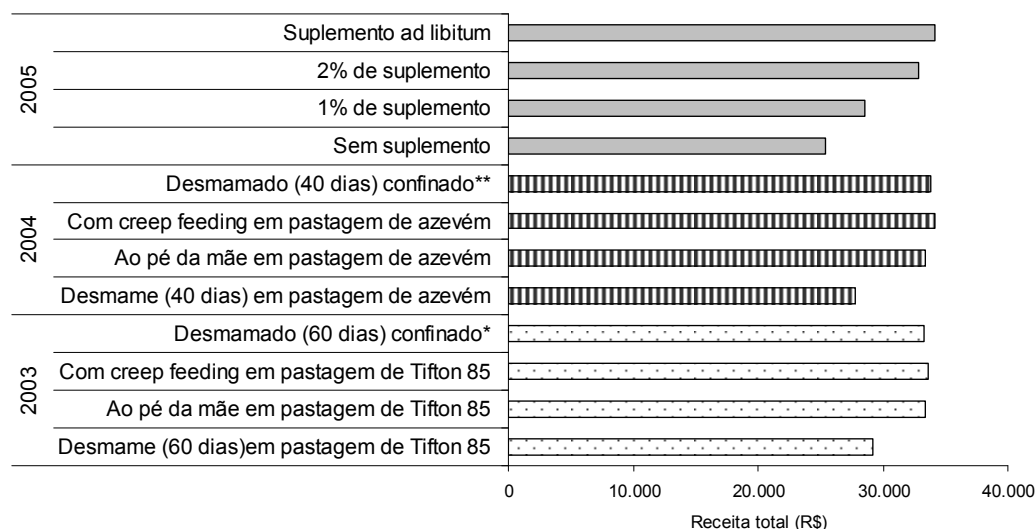 2005
Suplemento ad libitum
2% de suplemento
1% de suplemento
Sem suplemento
2004
Desmamado (40 dias) confinado**
Com creep feeding em pastagem de azevém
Ao pé da mãe em pastagem de azevém
Desmame (40 dias) em pastagem de azevém
2003
Desmamado (60 dias) confinado*
Com creep feeding em pastagem de Tifton 85
Ao pé da mãe em pastagem de Tifton 85
Desmame (60 dias)em pastagem de Tifton 85
0 10.000 20.000 30.000 40.000
Receita total (R$)